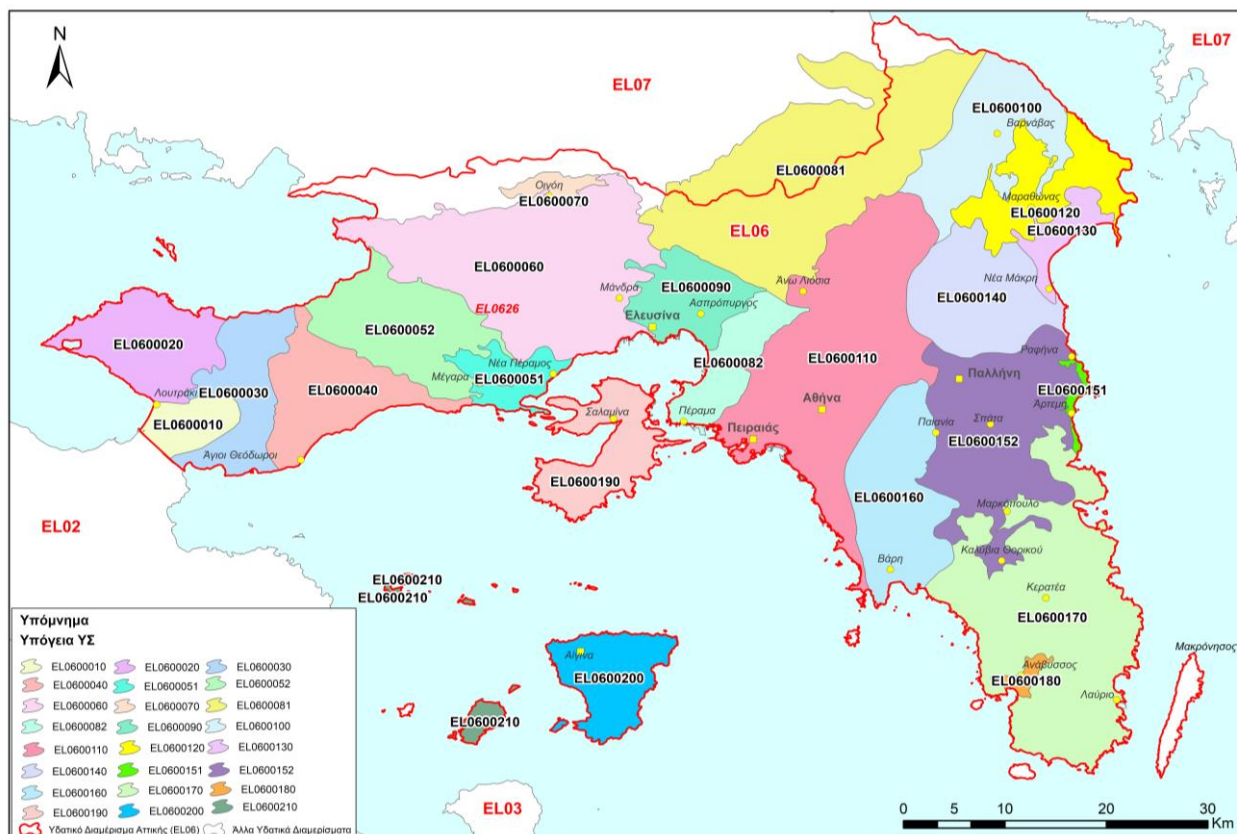 N
EL07
EL07
EL0600100
Βαρνάβας
EL0600081
Οινόη
EL0600070
Μαραθώνας
EL0600120
EL0600130
EL06
EL0600060
EL0600090
Μάνδρα
Ασπρόπυργος
Άνω Λιόσια
Νέα Μάκρη
EL0600140
EL0626
Ελευσίνα
EL0600052
EL0600020
EL0600082
EL0600110
Ραφήνα
Νέα Πέραμος
Μέγαρα
EL0600051
Παλλήνη
EL0600030
EL0600040
EL0600151
Λουτράκι
Άρτεμη
EL0600010
Σαλαμίνα
Πέραμα
Αθήνα
Παιανία
Σπάτα
Πειραιάς
EL0600152
Άγιοι Θεόδωροι
EL0600190
EL0600160
Μαρκόπουλο
EL02
Καλύβια Θορικού
Βάρη
EL0600210
EL0600210
Κερατέα
EL0600170
Αίγινα
EL0600200
Μακρόνησος
Ανάβυσσος
EL0600180
Λαύριο
EL0600210
EL03
Υπόμνημα
Υπόγεια ΥΣ
EL0600010 EL0600020 EL0600030
EL0600040 EL0600051 EL0600052
EL0600060 EL0600070 EL0600081
EL0600082 EL0600090 EL0600100
EL0600110 EL0600120 EL0600130
EL0600140 EL0600151 EL0600152
EL0600160 EL0600170 EL0600180
EL0600190 EL0600200 EL0600210
Υδατικό Διαμέρισμα Αττικής (EL06) Άλλα Υδατικά Διαμερίσματα
0 5 10 20 30
Km